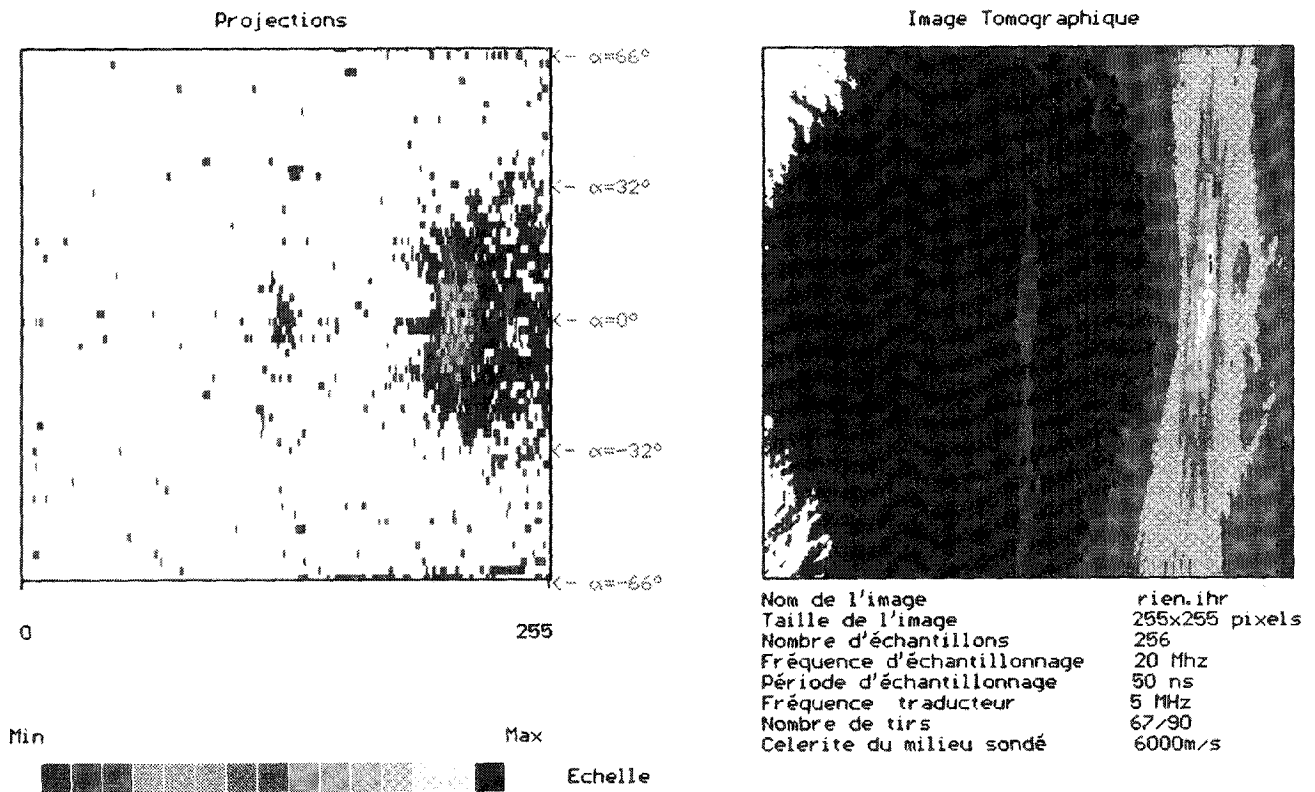 Projections
<- α=66°
<- α=32°
<- α=0°
<- α=-32°
<- α=-66°
0 255
Min Max
Echelle
Image Tomographique
Nom de l'image rien.ihr
Taille de l'image 255x255 pixels
Nombre d'échantillons 256
Fréquence d'échantillonnage 20 Mhz
Période d'échantillonnage 50 ns
Fréquence traducteur 5 MHz
Nombre de tirs 67/90
Celerite du milieu sondé 6000m/s